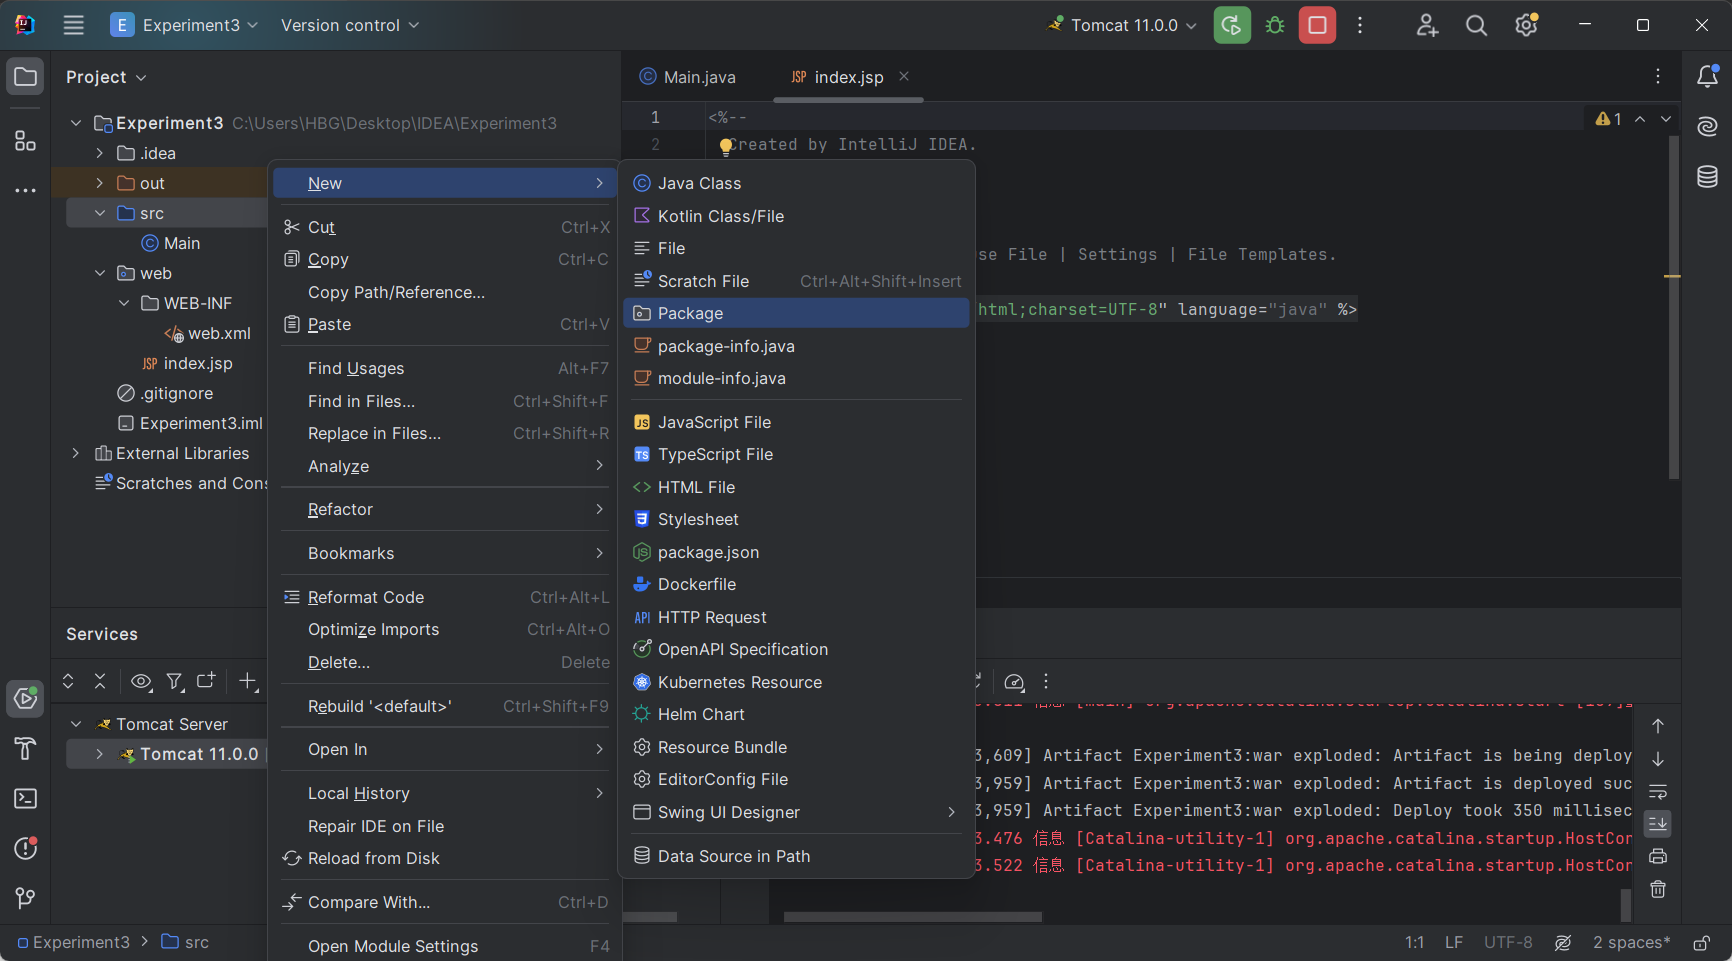 E Experiment3 Version control Tomcat 11.0.0
Project
Experiment3 C:\Users\HBG\Desktop\IDEA\Experiment3
.idea
out
src
Main
web
WEB-INF
web.xml
JSP index.jsp
.gitignore
Experiment3.iml
External Libraries
Scratches and Cons
Main.java
JSP index.jsp
1 <%--
2 Created by IntelliJ IDEA.
1
File | Settings | File Templates.
html;charset=UTF-8" language="java" %>
New
Cut Ctrl+X
Copy Ctrl+C
Copy Path/Reference...
Paste Ctrl+V
Find Usages Alt+F7
Find in Files... Ctrl+Shift+F
Replace in Files... Ctrl+Shift+R
Analyze
Refactor
Bookmarks
Reformat Code Ctrl+Alt+L
Optimize Imports Ctrl+Alt+O
Delete... Delete
Rebuild '<default>' Ctrl+Shift+F9
Open In
Local History
Repair IDE on File
Reload from Disk
Compare With... Ctrl+D
Open Module Settings F4
Java Class
Kotlin Class/File
File
Scratch File Ctrl+Alt+Shift+Insert
Package
package-info.java
module-info.java
JS JavaScript File
TS TypeScript File
HTML File
Stylesheet
package.json
Dockerfile
API HTTP Request
OpenAPI Specification
Kubernetes Resource
Helm Chart
Resource Bundle
EditorConfig File
Swing UI Designer
Data Source in Path
Services
Tomcat Server
Tomcat 11.0.0
3,609] Artifact Experiment3:war exploded: Artifact is being deploy
3,959] Artifact Experiment3:war exploded: Artifact is deployed suc
3,959] Artifact Experiment3:war exploded: Deploy took 350 millisec
3.476 信息 [Catalina-utility-1] org.apache.catalina.startup.HostCon
3.522 信息 [Catalina-utility-1] org.apache.catalina.startup.HostCon
Experiment3 > src
1:1 LF UTF-8 2 spaces*